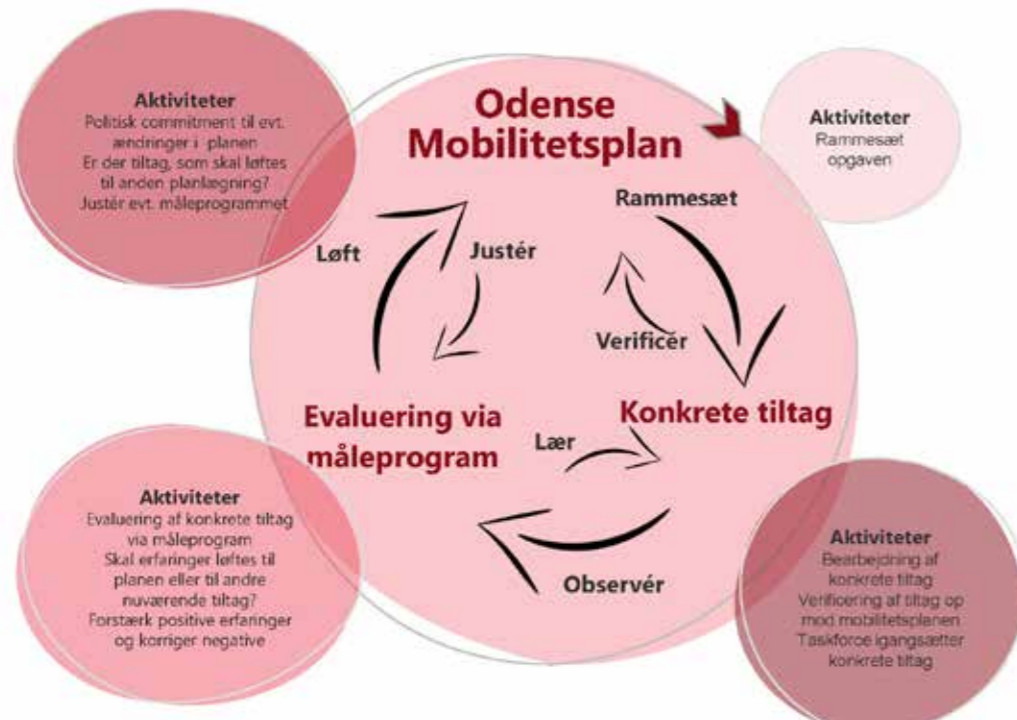 Aktiviteter
Politisk commitment til evt.
ændringer i planen
Er der tiltag, som skal løftes
til anden planlægning?
Justér evt. måleprogrammet
Odense
Mobilitetsplan
Aktiviteter
Rammesæt
opgaven
Rammesæt
Løft
Justér
Verificér
Evaluering via
måleprogram
Konkrete tiltag
Lær
Observér
Aktiviteter
Evaluering af konkrete tiltag
via måleprogram
Skal erfaringer løftes til
planen eller til andre
nuværende tiltag?
Forstærk positive erfaringer
og korriger negative
Aktiviteter
Bearbejdning af
konkrete tiltag
Verificering af tiltag op
mod mobilitetsplanen
Taskforce igangsætter
konkrete tiltag